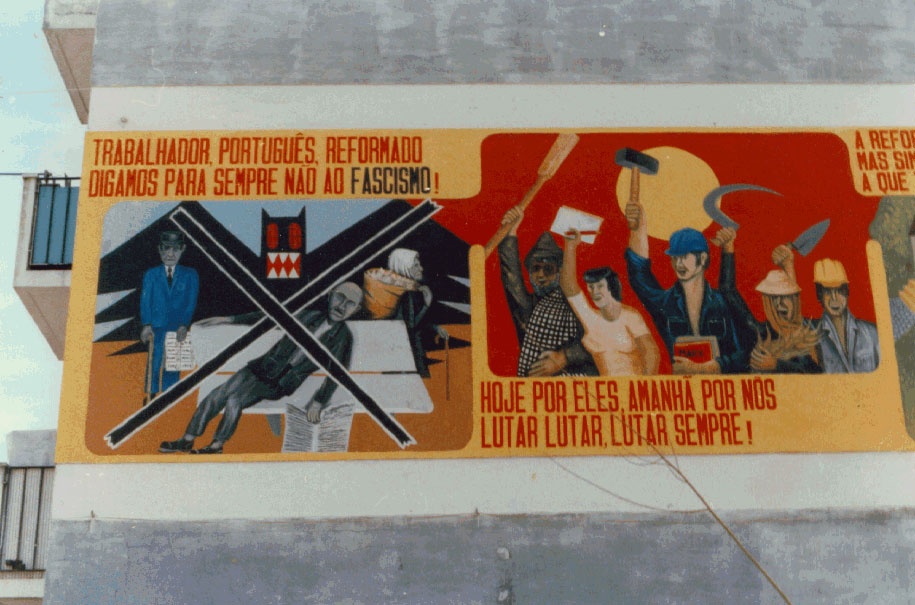 TRABALHADOR, PORTUGUÊS, REFORMADO
DIGAMOS PARA SEMPRE NÃO AO FASCISMO!
HOJE POR ELES, AMANHÃ POR NÓS
LUTAR LUTAR, LUTAR SEMPRE!
A REFOR
MAS SI
A QUE